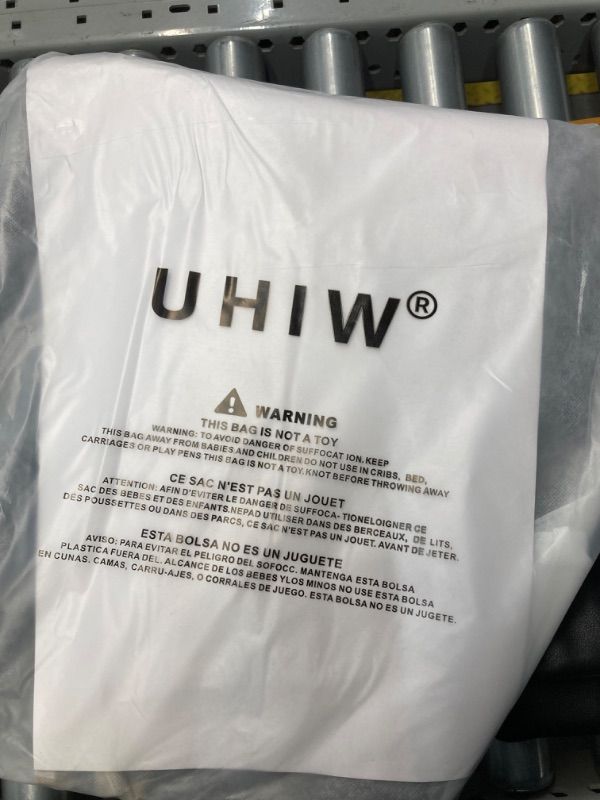 UHIW®
WARNING
THIS BAG IS NOT A TOY
WARNING: TO AVOID DANGER OF SUFFOCAT ION. KEEP
THIS BAG AWAY FROM BABIES AND CHILDREN DO NOT USE IN CRIBS, BED,
CARRIAGES OR PLAY PENS THIS BAG IS NOT A TOY.KNOT BEFORE THROWING AWAY
CE SAC N'EST PAS UN JOUET
ATTENTION: AFIN D'EVITER LE DANGER DE SUFFOCA- TIONELOIGNER CE
SAC DES BEBES ET DES ENFANTS.NEPAD UTILISER DANS DES BERCEAUX, DE LITS,
DES POUSSETTES OU DANS DES PARCS, CE SAC N'EST PAS UN JOUET. AVANT DE JETER.
ESTA BOLSA NO ES UN JUGUETE
AVISO: PARA EVITAR EL PELIGRO DEL SOFOCC. MANTENGA ESTA BOLSA
PLASTICA FUERA DEL. ALCANCE DE LOS BEBES YLOS MINOS NO USE ESTA BOLSA
EN CUNAS. CAMAS, CARRU-AJES, O CORRALES DE JUEGO. ESTA BOLSA NO ES UN JUGETE.